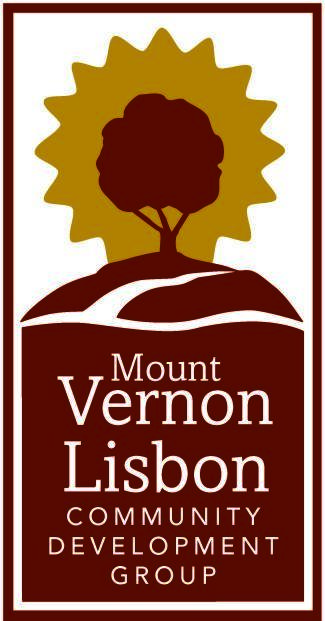 Mount
Vernon
Lisbon
COMMUNITY
DEVELOPMENT
GROUP